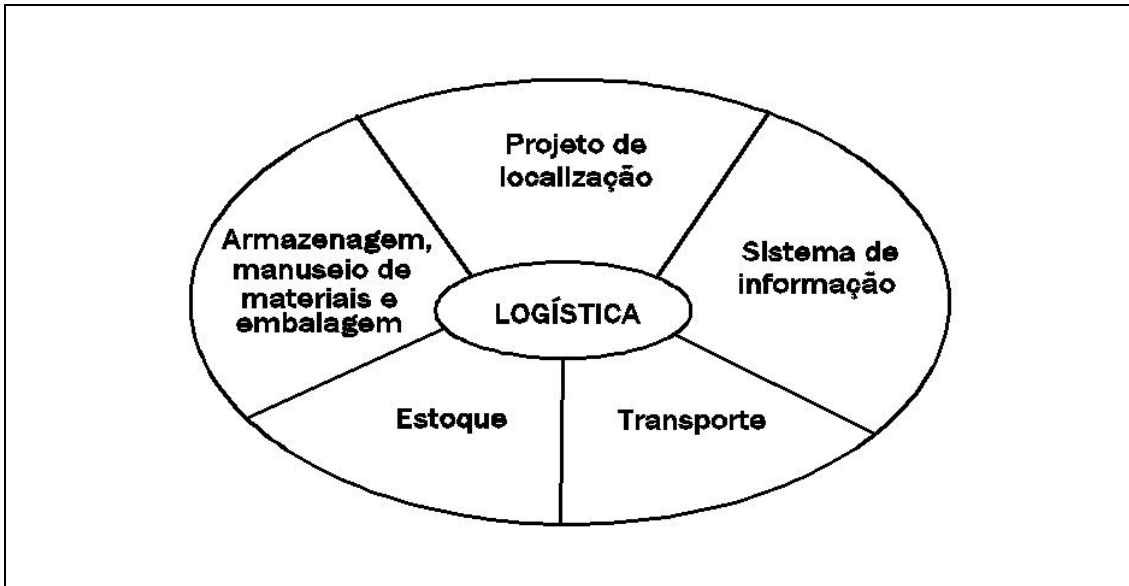 Projeto de
localização
Armazenagem,
manuseio de
materiais e
embalagem
Sistema de
informação
LOGÍSTICA
Estoque
Transporte